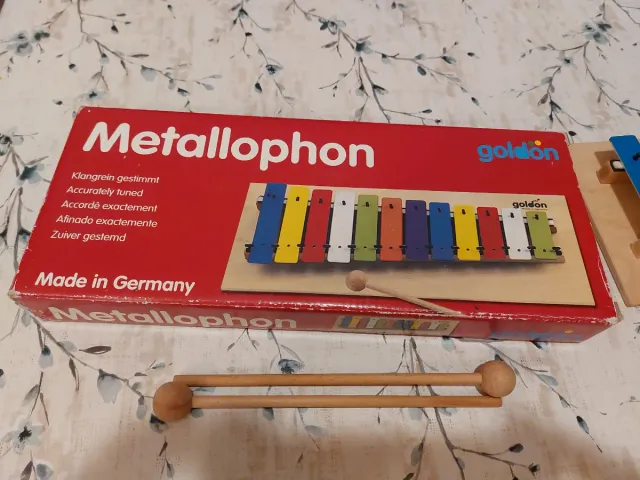 Metallophon
goldon
Klangrein gestimmt
Accurately tuned
Accordé exactement
Afinado exactemente
Zuiver gestemd
goldon
Made in Germany
Metallophon